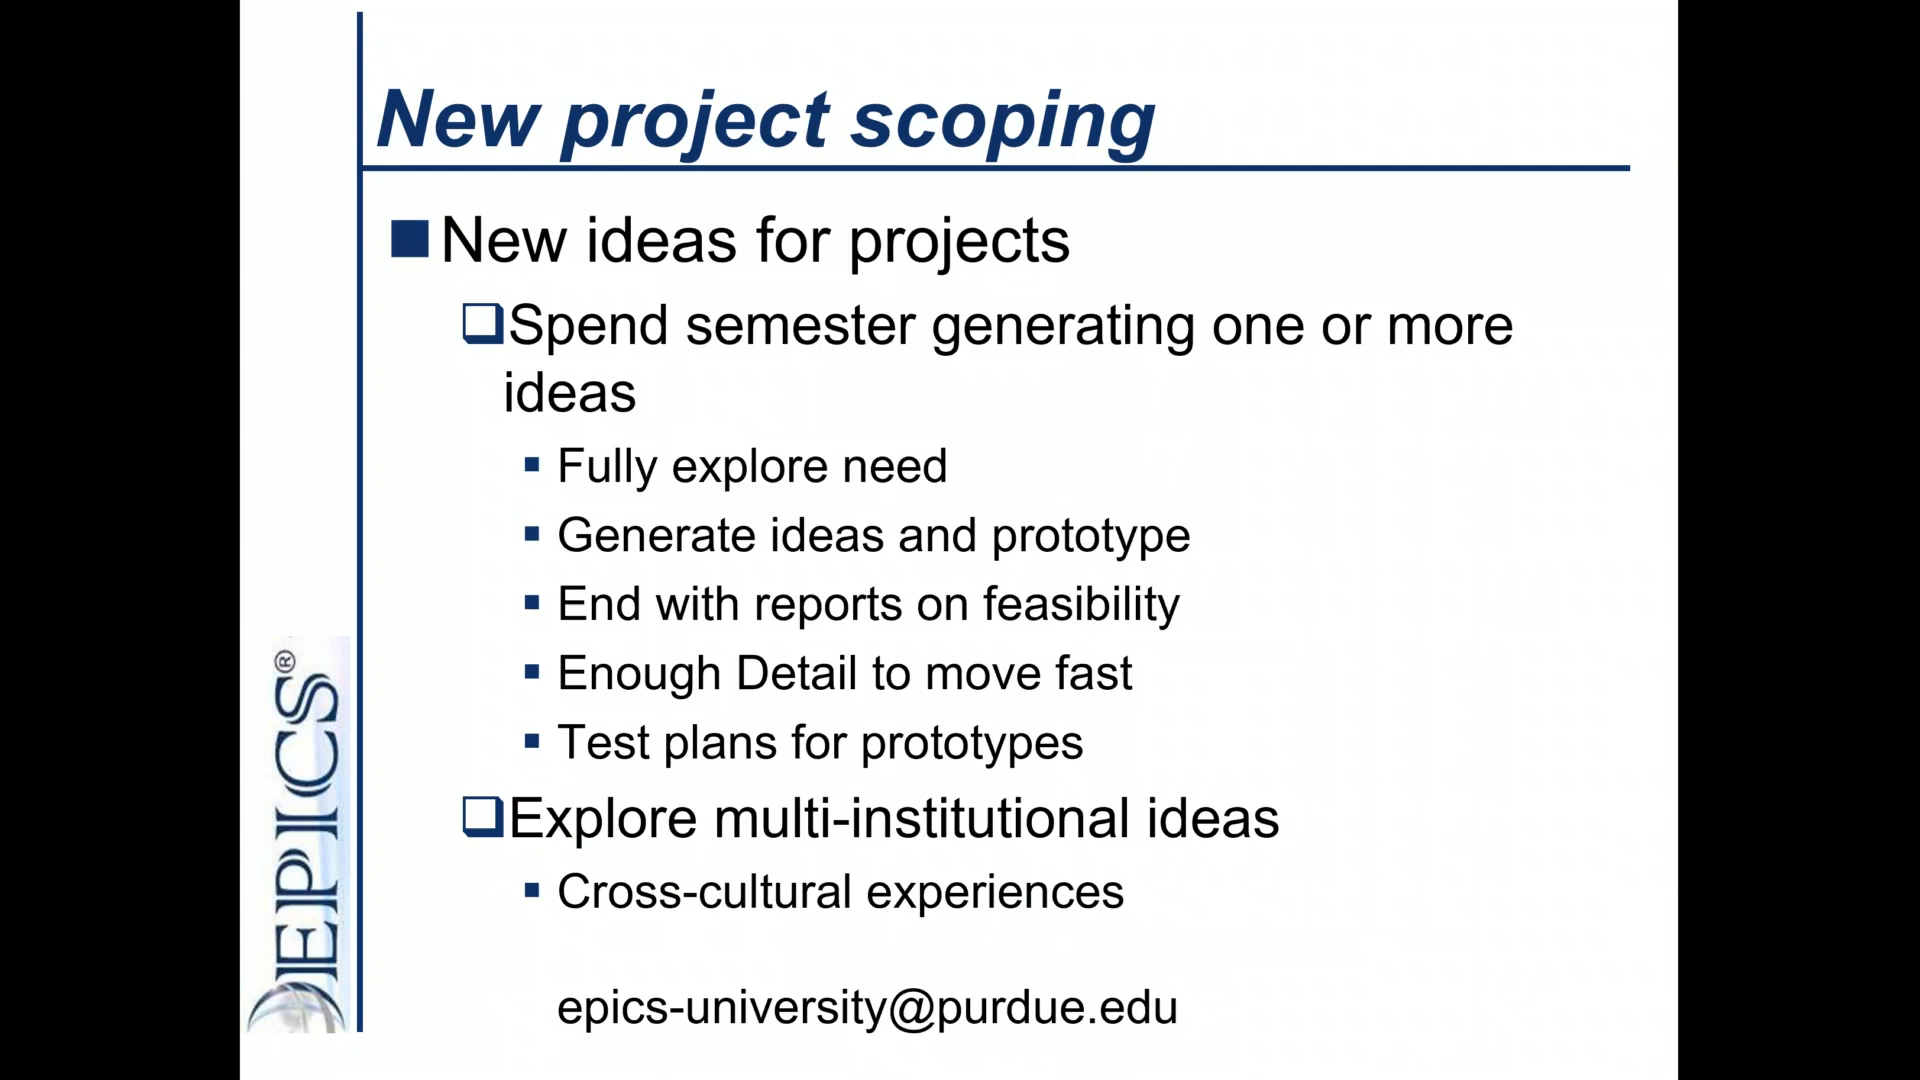 New project scoping
New ideas for projects
Spend semester generating one or more
ideas
Fully explore need
Generate ideas and prototype
End with reports on feasibility
Enough Detail to move fast
Test plans for prototypes
Explore multi-institutional ideas
Cross-cultural experiences
epics-university@purdue.edu
EPICS®